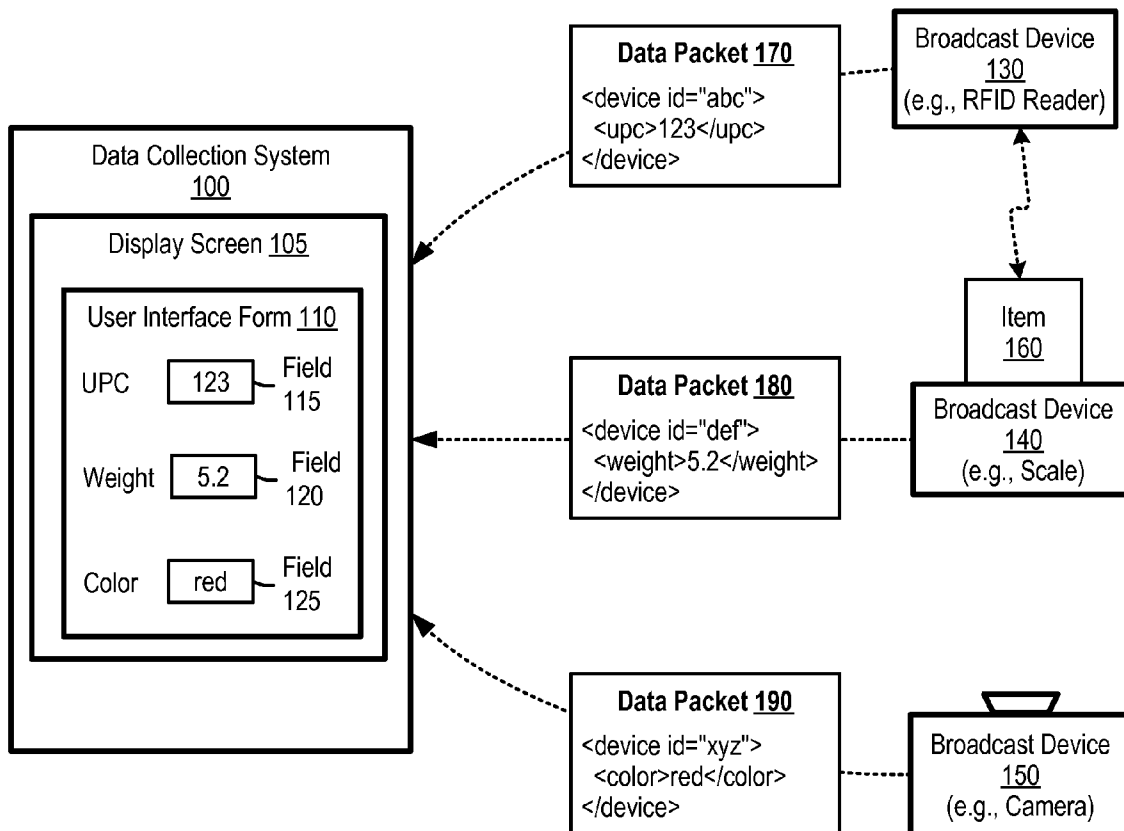 Data Collection System
100
Display Screen 105
User Interface Form 110
UPC 123 Field
115
Weight 5.2 Field
120
Color red Field
125
Data Packet 170
<device id="abc">
<upc>123</upc>
</device>
Broadcast Device
130
(e.g., RFID Reader)
Item
160
Data Packet 180
<device id="def">
<weight>5.2</weight>
</device>
Broadcast Device
140
(e.g., Scale)
Data Packet 190
<device id="xyz">
<color>red</color>
</device>
Broadcast Device
150
(e.g., Camera)